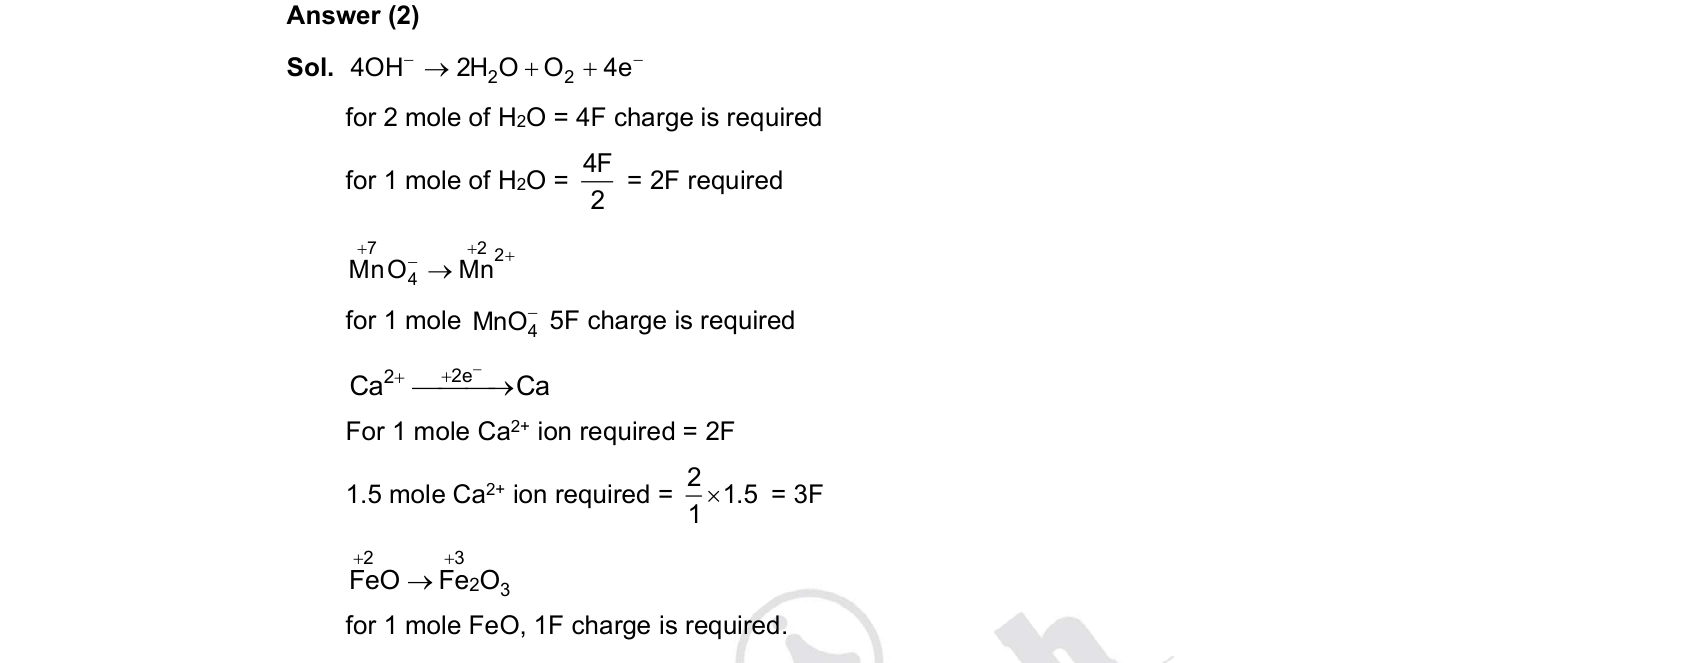 Answer (2)
Sol. 4OH⁻ → 2H₂O + O₂ + 4e⁻
for 2 mole of H₂O = 4F charge is required
for 1 mole of H₂O = 4F/2 = 2F required
+7 +2
MnO₄⁻ → Mn²⁺
for 1 mole MnO₄⁻ 5F charge is required
Ca²⁺ —+2e⁻→ Ca
For 1 mole Ca²⁺ ion required = 2F
1.5 mole Ca²⁺ ion required = 2/1 ×1.5 = 3F
+2 +3
FeO → Fe₂O₃
for 1 mole FeO, 1F charge is required.